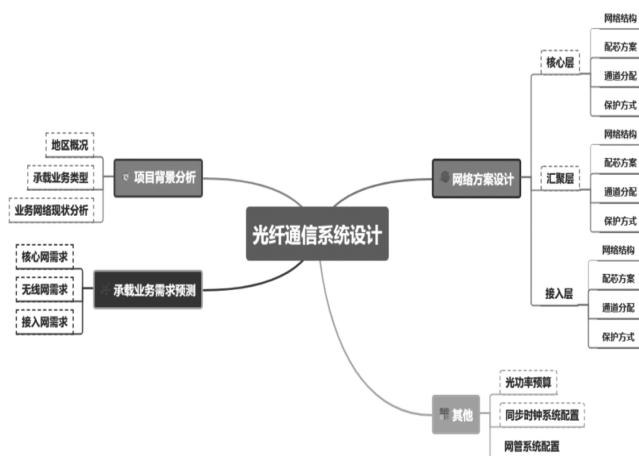 光纤通信系统设计
项目背景分析
地区概况
承载业务类型
业务网络现状分析
承载业务需求预测
核心网需求
无线网需求
接入网需求
网络方案设计
核心层
网络结构
配芯方案
通道分配
保护方式
汇聚层
网络结构
配芯方案
通道分配
保护方式
接入层
网络结构
配芯方案
通道分配
保护方式
其他
光功率预算
同步时钟系统配置
网管系统配置